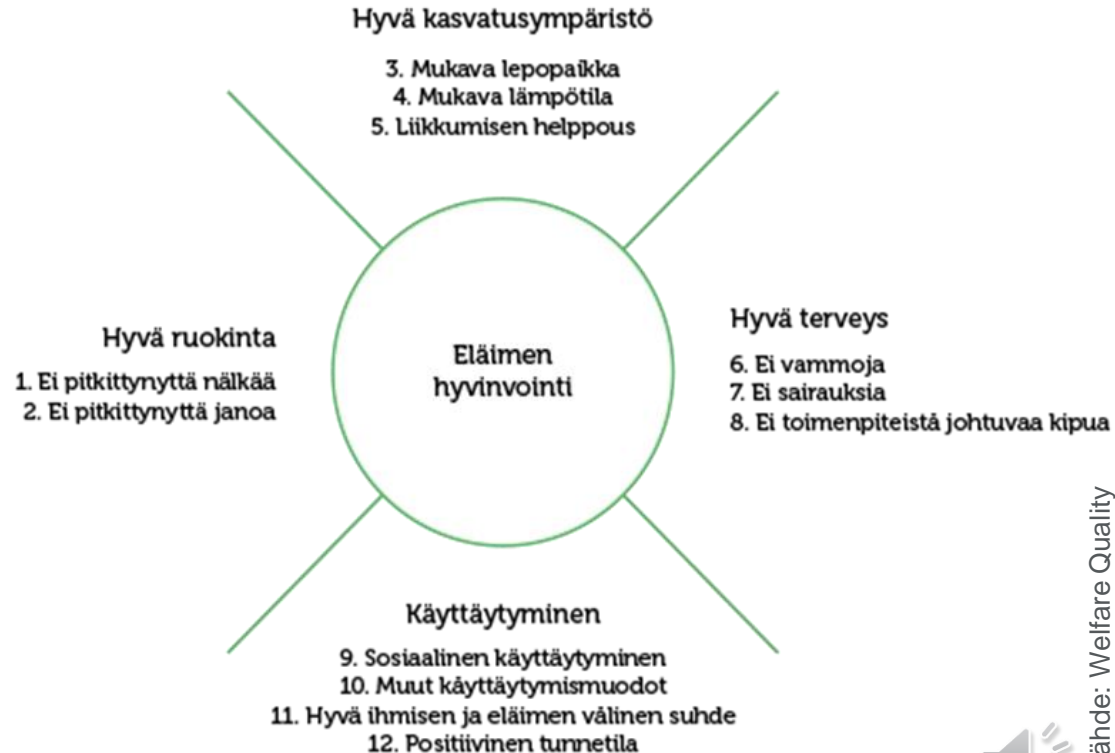 Hyvä kasvatusympäristö
3. Mukava lepopaikka
4. Mukava lämpötila
5. Liikkumisen helppous
Hyvä ruokinta
1. Ei pitkittynyttä nälkää
2. Ei pitkittynyttä janoa
Eläimen
hyvinvointi
Hyvä terveys
6. Ei vammoja
7. Ei sairauksia
8. Ei toimenpiteistä johtuvaa kipua
Käyttäytyminen
9. Sosiaalinen käyttäytyminen
10. Muut käyttäytymismuodot
11. Hyvä ihmisen ja eläimen välinen suhde
12. Positiivinen tunnetila
ähde: Welfare Quality